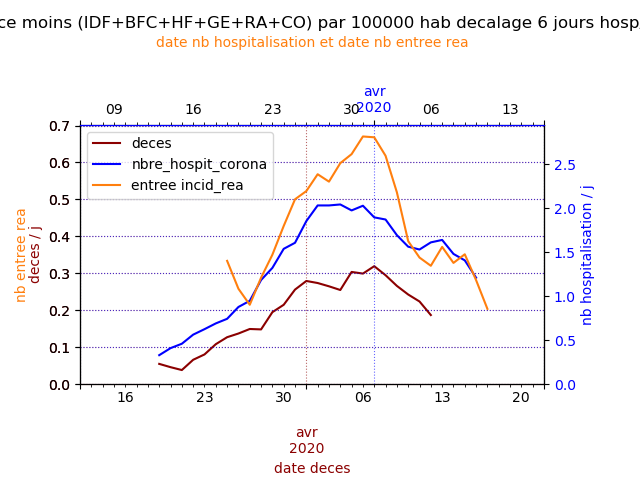 ce moins (IDF+BFC+HF+GE+RA+CO) par 100000 hab decalage 6 jours hosp
date nb hospitalisation et date nb entree rea
avr
2020
09 16 23 30 06 13
deces
nbre_hospit_corona
entree incid_rea
0.7
0.6
0.5
0.4
0.3
0.2
0.1
0.0
nb entree rea
deces / j
2.5
2.0
1.5
1.0
0.5
0.0
nb hospitalisation / j
16 23 30 06 13 20
avr
2020
date deces